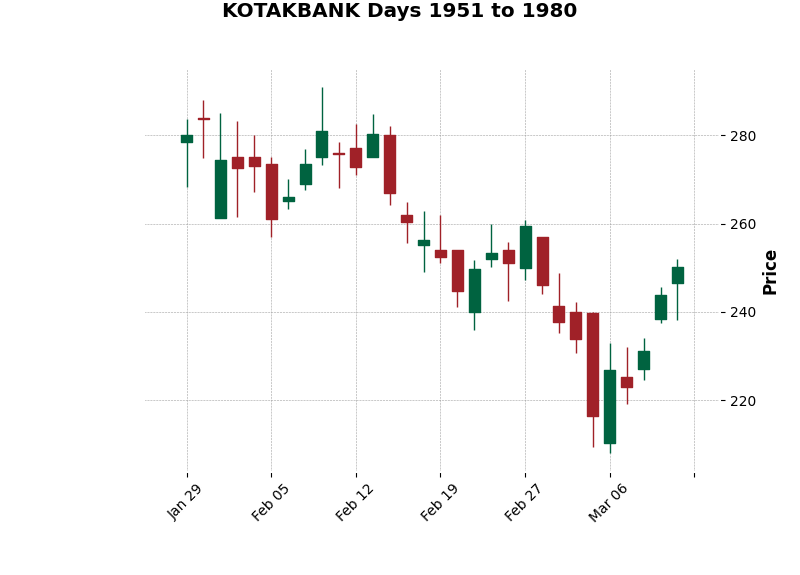 KOTAKBANK Days 1951 to 1980
280
260
240
220
Price
Jan 29
Feb 05
Feb 12
Feb 19
Feb 27
Mar 06